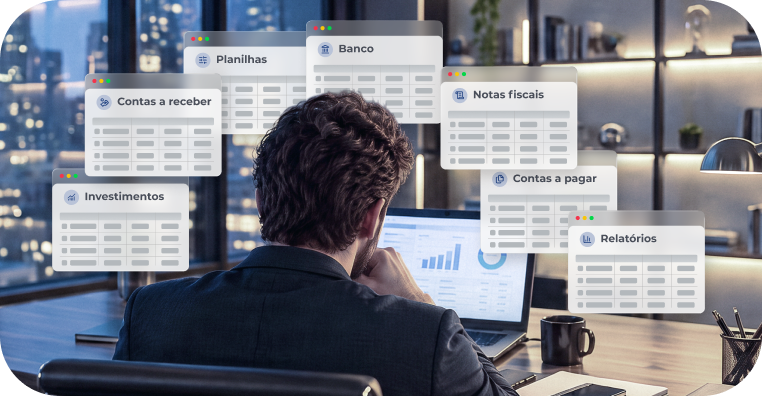 Banco
Planilhas
Contas a receber
Notas fiscais
Contas a pagar
Investimentos
Relatórios